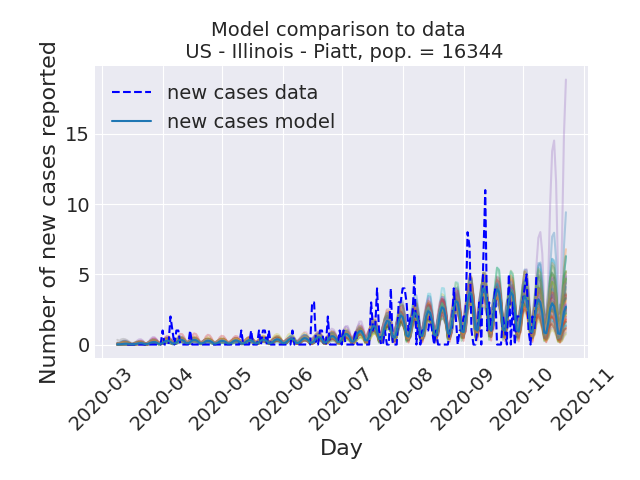 Model comparison to data
US - Illinois - Piatt, pop. = 16344
new cases data
new cases model
Number of new cases reported
15
10
5
0
2020-03
2020-04
2020-05
2020-06
2020-07
2020-08
2020-09
2020-10
2020-11
Day